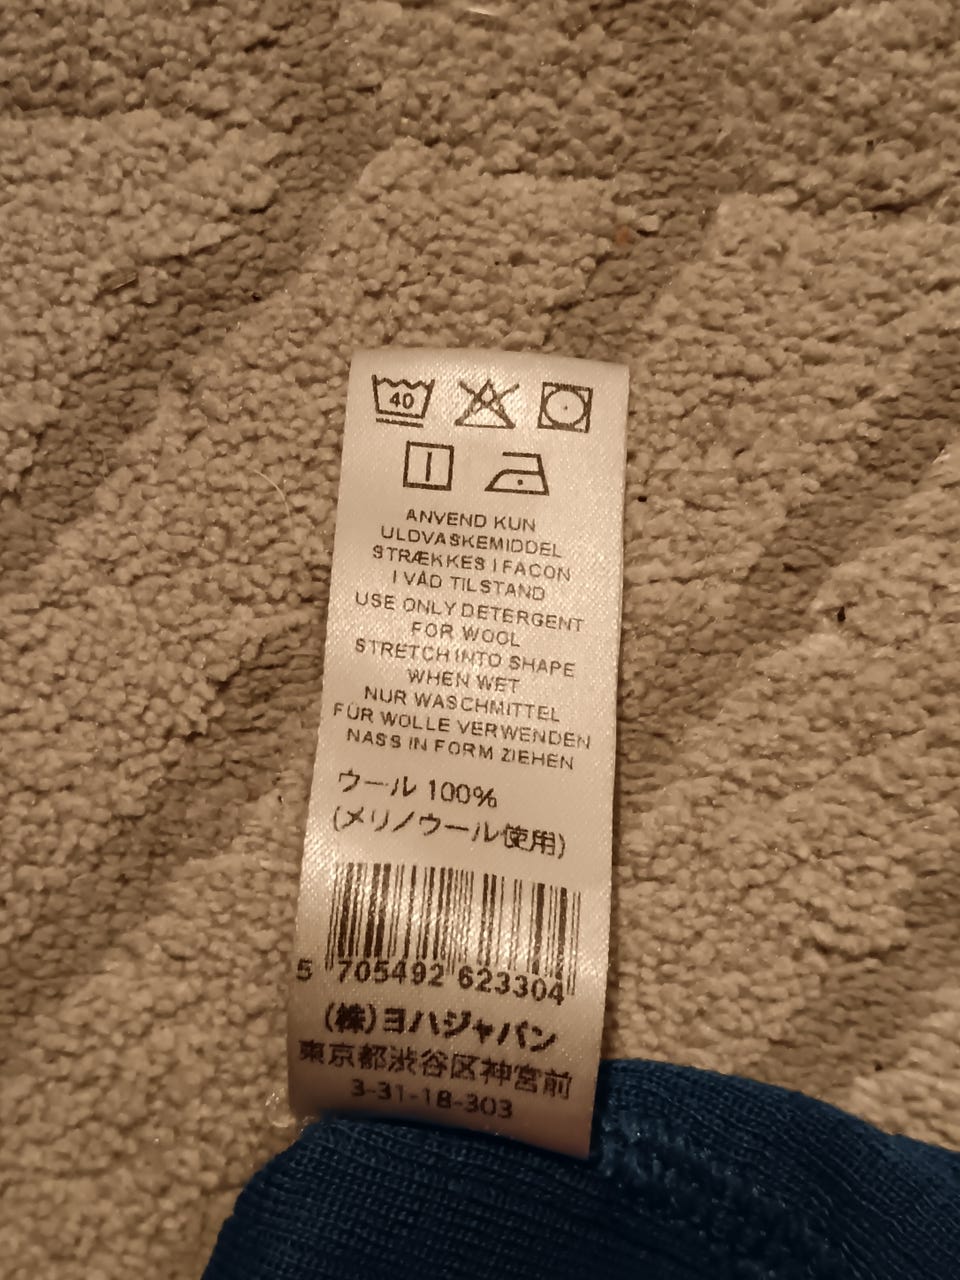 40
ANVEND KUN
ULDVASKEMIDDEL
STRÆKKES I FACON
I VÅD TILSTAND
USE ONLY DETERGENT
FOR WOOL
STRETCH INTO SHAPE
WHEN WET
NUR WASCHMITTEL
FÜR WOLLE VERWENDEN
NASS IN FORM ZIEHEN
ウール 100%
(メリノウール使用)
5 705492 623304
(株)ヨハジャパン
東京都渋谷区神宮前
3-31-18-303